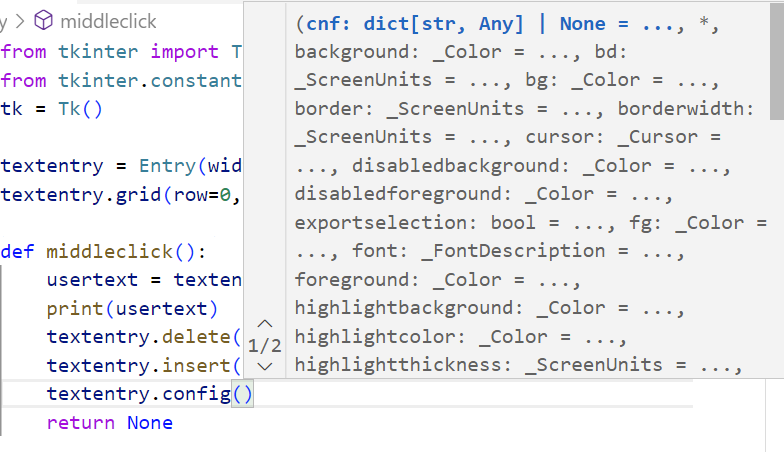 y > middleclick
from tkinter import T
from tkinter.constant
tk = Tk()
textentry = Entry(wid
textentry.grid(row=0,
def middleclick():
usertext = texten
print(usertext)
textentry.delete(
textentry.insert(
textentry.config()
return None
1/2
(cnf: dict[str, Any] | None = ..., *,
background: _Color = ..., bd:
_ScreenUnits = ..., bg: _Color = ...,
border: _ScreenUnits = ..., borderwidth:
_ScreenUnits = ..., cursor: _Cursor =
..., disabledbackground: _Color = ...,
disabledforeground: _Color = ...,
exportselection: bool = ..., fg: _Color =
..., font: _FontDescription = ...,
foreground: _Color = ...,
highlightbackground: _Color = ...,
highlightcolor: _Color = ...,
highlightthickness: _ScreenUnits = ...,